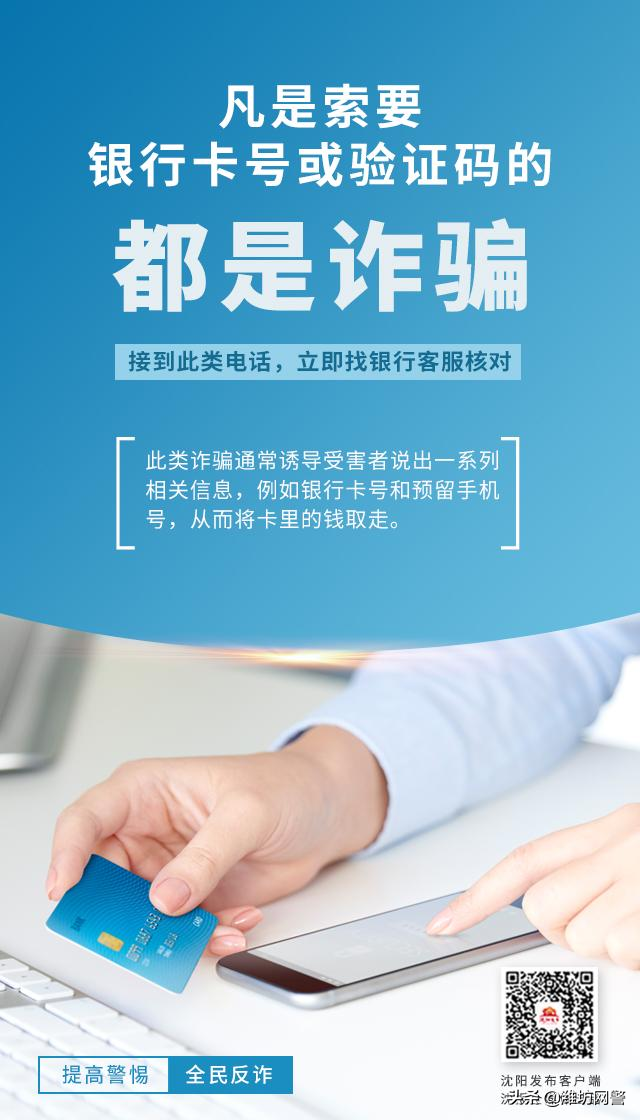 凡是索要
银行卡号或验证码的
都是诈骗
接到此类电话，立即找银行客服核对
此类诈骗通常诱导受害者说出一系列
相关信息，例如银行卡号和预留手机
号，从而将卡里的钱取走。
BANK
CARD
提高警惕
全民反诈
沈阳发布客户端
头条 @潍坊网警